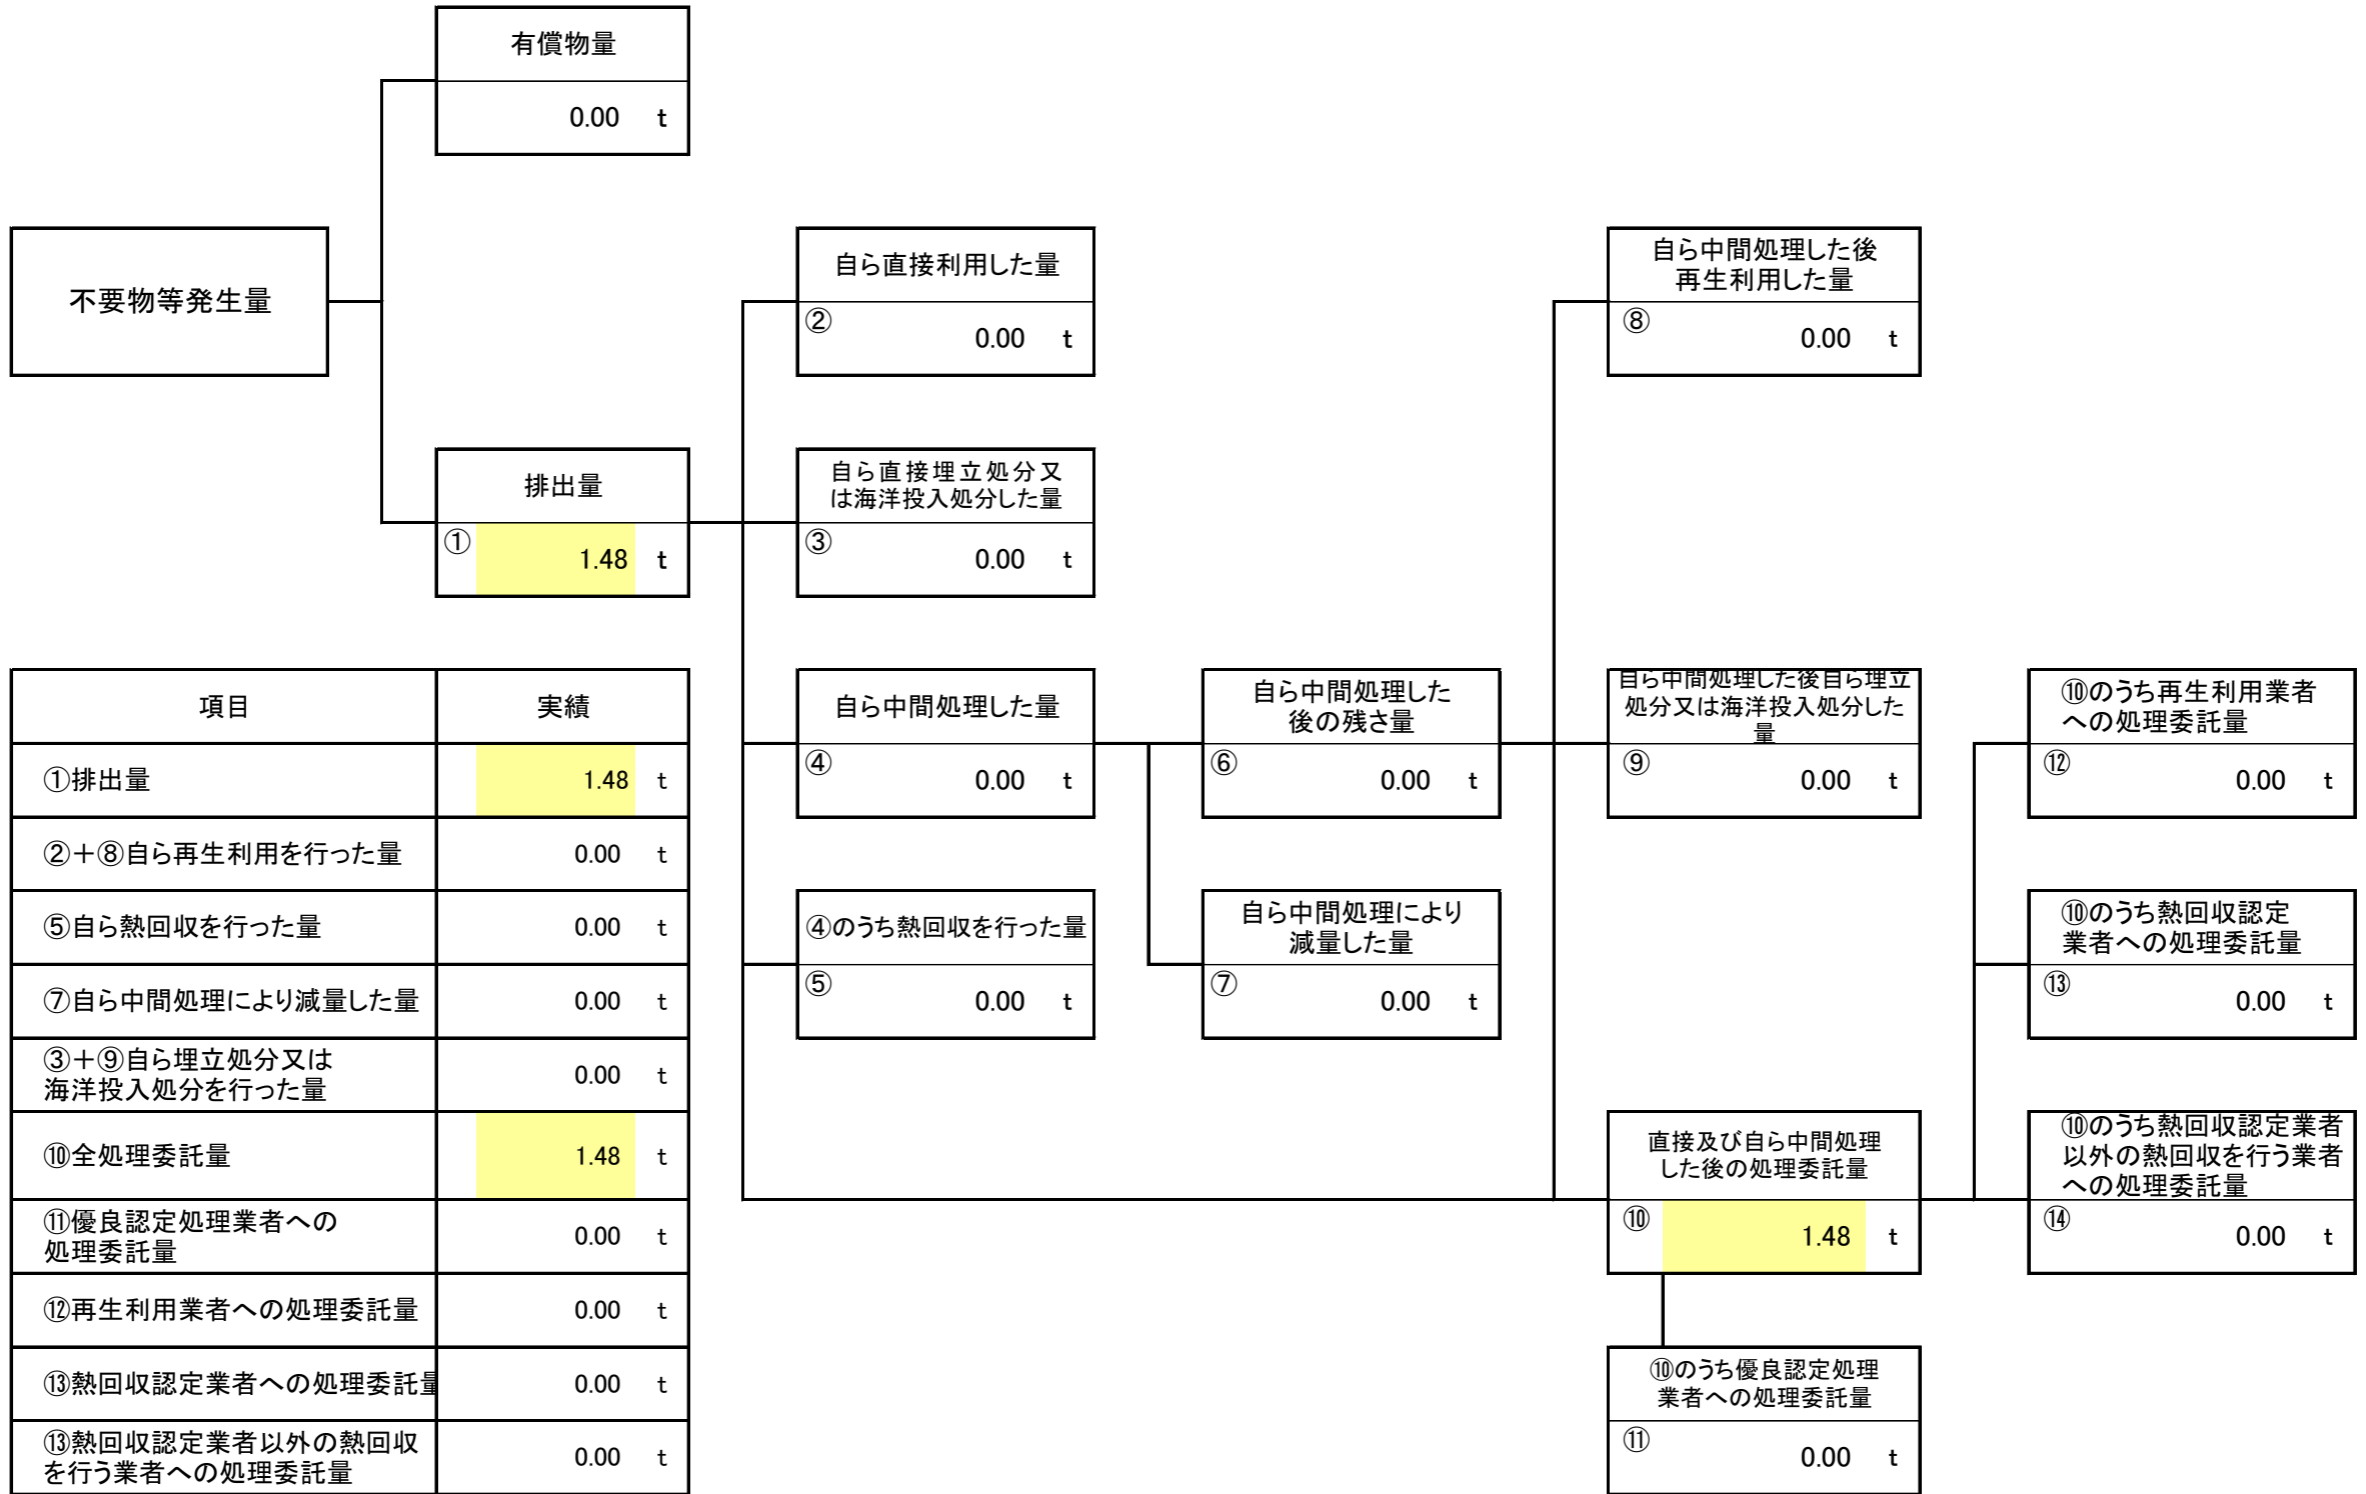 有償物量
0.00 t
不要物等発生量
自ら直接利用した量
② 0.00 t
自ら中間処理した後
再生利用した量
⑧ 0.00 t
排出量
① 1.48 t
自ら直接埋立処分又
は海洋投入処分した量
③ 0.00 t
自ら中間処理した量
④ 0.00 t
自ら中間処理した
後の残さ量
⑥ 0.00 t
自ら中間処理した後自ら埋立
処分又は海洋投入処分した
量
⑨ 0.00 t
⑩のうち再生利用業者
への処理委託量
⑫ 0.00 t
④のうち熱回収を行った量
⑤ 0.00 t
自ら中間処理により
減量した量
⑦ 0.00 t
⑩のうち熱回収認定
業者への処理委託量
⑬ 0.00 t
直接及び自ら中間処理
した後の処理委託量
⑩ 1.48 t
⑩のうち熱回収認定業者
以外の熱回収を行う業者
への処理委託量
⑭ 0.00 t
⑩のうち優良認定処理
業者への処理委託量
⑪ 0.00 t
項目 実績
①排出量 1.48 t
②＋⑧自ら再生利用を行った量 0.00 t
⑤自ら熱回収を行った量 0.00 t
⑦自ら中間処理により減量した量 0.00 t
③＋⑨自ら埋立処分又は
海洋投入処分を行った量 0.00 t
⑩全処理委託量 1.48 t
⑪優良認定処理業者への
処理委託量 0.00 t
⑫再生利用業者への処理委託量 0.00 t
⑬熱回収認定業者への処理委託量 0.00 t
⑬熱回収認定業者以外の熱回収
を行う業者への処理委託量 0.00 t